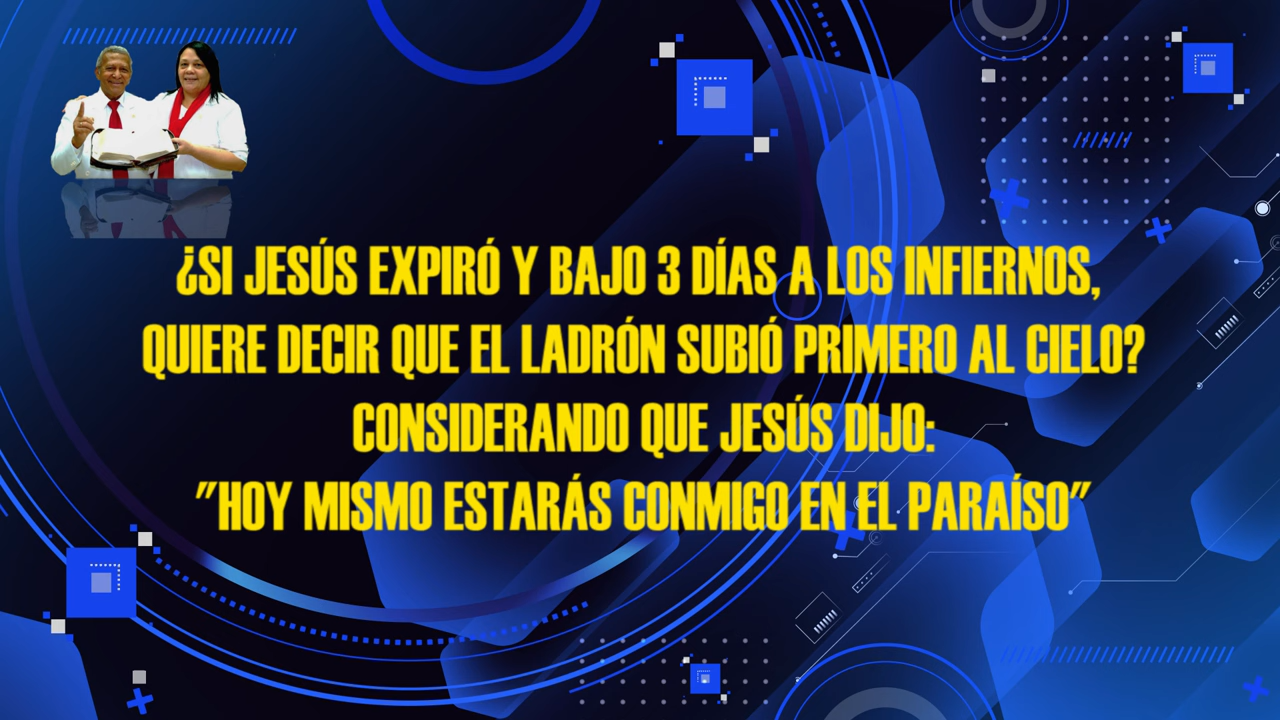 ¿SI JESÚS EXPIRÓ Y BAJO 3 DÍAS A LOS INFIERNOS,
QUIERE DECIR QUE EL LADRÓN SUBIÓ PRIMERO AL CIELO?
CONSIDERANDO QUE JESÚS DIJO:
"HOY MISMO ESTARÁS CONMIGO EN EL PARAÍSO"